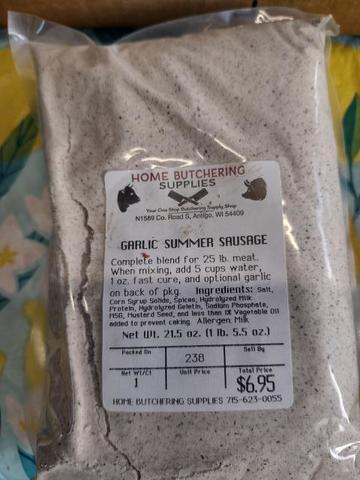 HOME BUTCHERING
SUPPLIES
Your One Stop Butchering Supply Shop
N1589 Co. Road S, Antigo, WI 54409
GARLIC SUMMER SAUSAGE
Complete blend for 25 lb. meat.
When mixing, add 5 cups water,
1 oz. fast cure, and optional garlic
on back of pkg. Ingredients: Salt,
Corn Syrup Solids, Spices, Hydrolyzed Milk
Protein, Hydrolyzed Gelatin, Sodium Phosphate,
MSG, Mustard Seed, and less than 1% Vegetable Oil
added to prevent caking. Allergen: Milk
Net Wt. 21.5 oz. (1 lb. 5.5 oz.)
Packed On 238 Sell By
Net Wt/Ct Unit Price Total Price
1 $6.95
HOME BUTCHERING SUPPLIES 715-623-0055